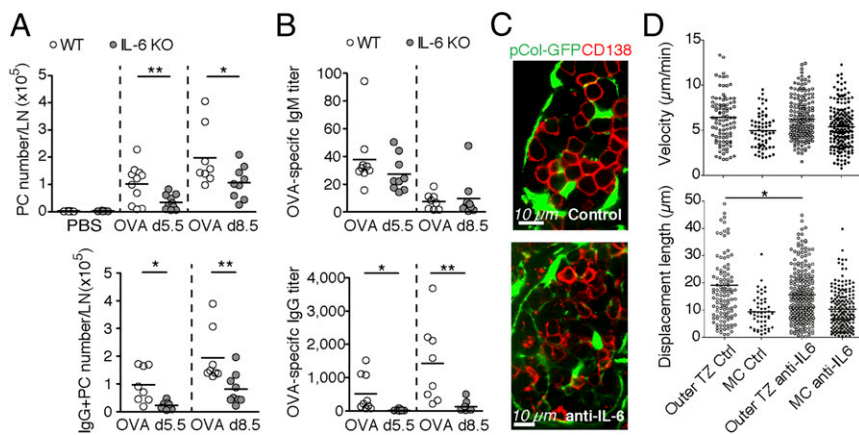 A
WT
IL-6 KO
PC number/LN (x10⁵)
5
4
3
2
1
0
**
*
PBS
OVA d5.5
OVA d8.5
IgG+PC number/LN (x10⁵)
5
4
3
2
1
0
*
**
OVA d5.5
OVA d8.5
B
WT
IL-6 KO
OVA-specifc IgM titer
100
80
60
40
20
0
OVA d5.5
OVA d8.5
OVA-specifc IgG titer
4,000
3,000
2,000
1,000
400
200
0
*
**
OVA d5.5
OVA d8.5
C
pCol-GFPCD138
10 µm
Control
10 µm
anti-IL-6
D
Velocity (µm/min)
15
10
5
0
Displacement length (µm)
50
40
30
20
10
0
*
Outer TZ Ctrl
MC Ctrl
Outer TZ anti-IL6
MC anti-IL6